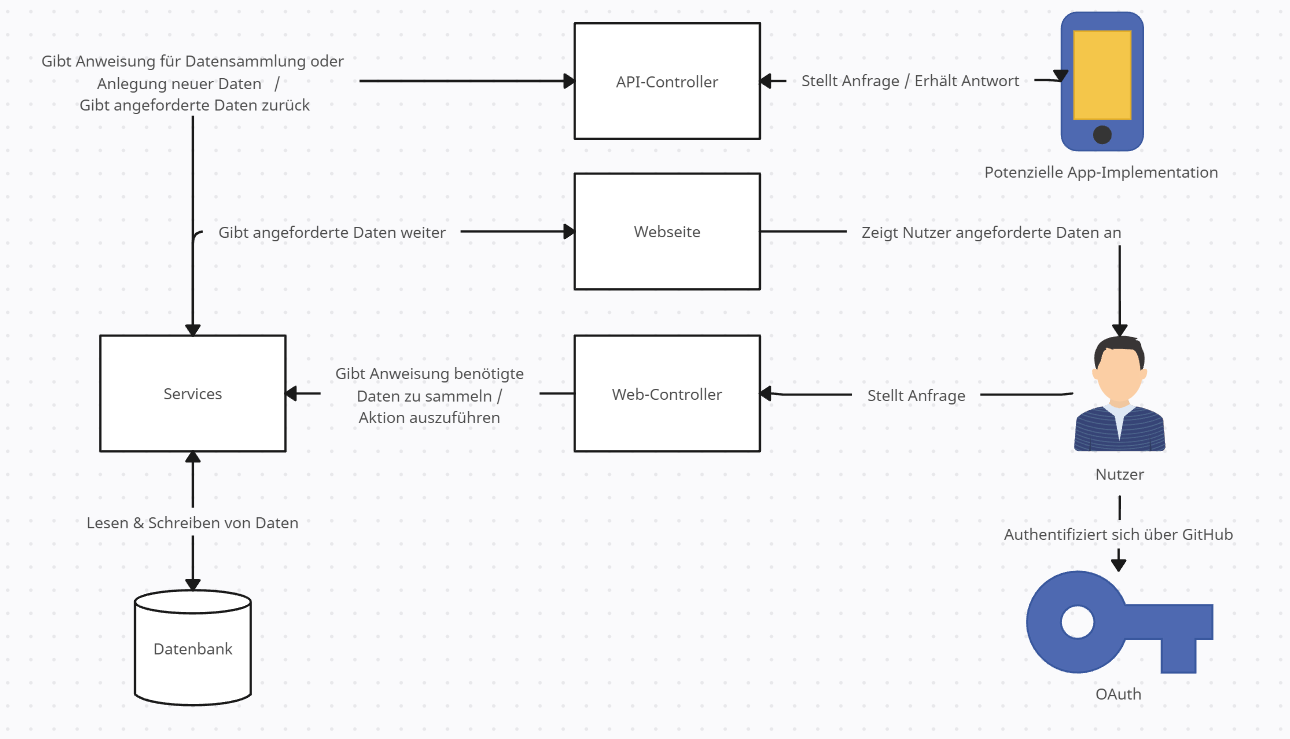 Gibt Anweisung für Datensammlung oder
Anlegung neuer Daten /
Gibt angeforderte Daten zurück
API-Controller
Stellt Anfrage / Erhält Antwort
Potenzielle App-Implementation
Gibt angeforderte Daten weiter
Webseite
Zeigt Nutzer angeforderte Daten an
Services
Gibt Anweisung benötigte
Daten zu sammeln /
Aktion auszuführen
Web-Controller
Stellt Anfrage
Nutzer
Lesen & Schreiben von Daten
Authentifiziert sich über GitHub
Datenbank
OAuth